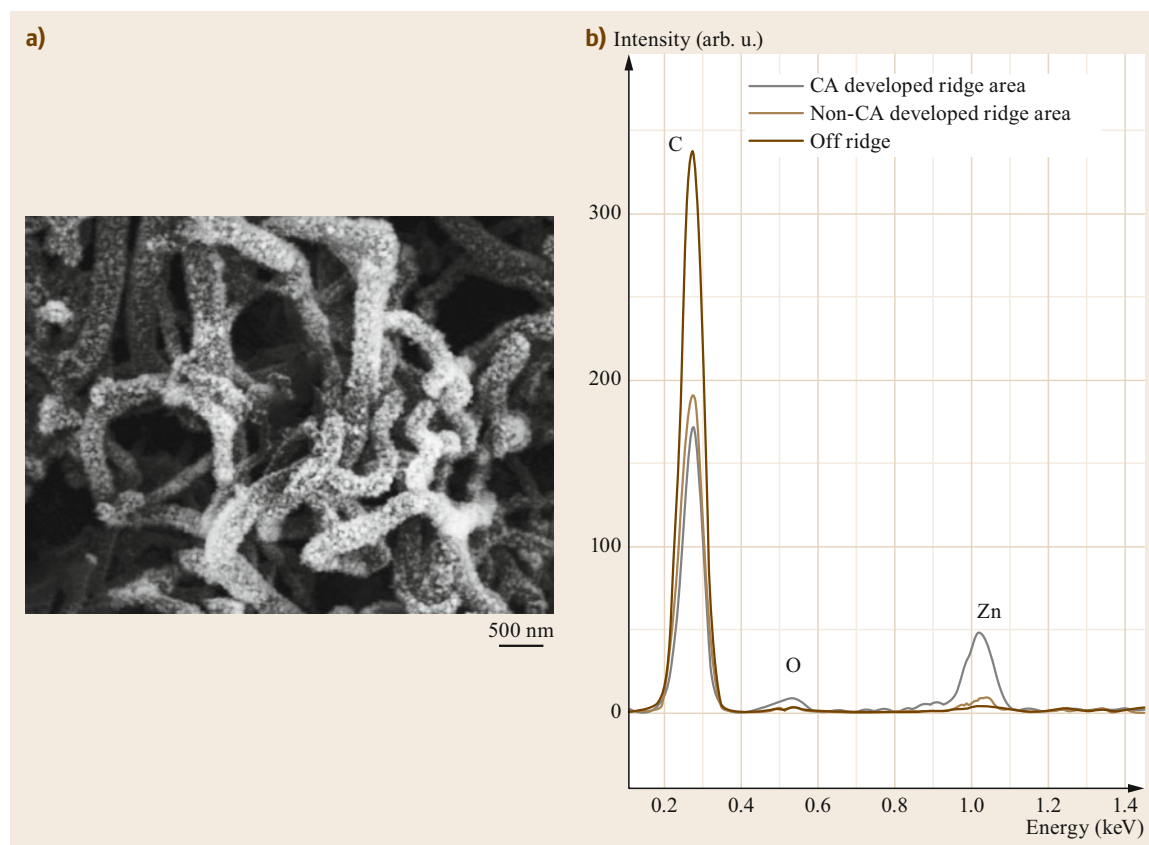 a)
500 nm
b) Intensity (arb. u.)
CA developed ridge area
Non-CA developed ridge area
Off ridge
C
300
200
100
0
O
Zn
0.2 0.4 0.6 0.8 1.0 1.2 1.4
Energy (keV)